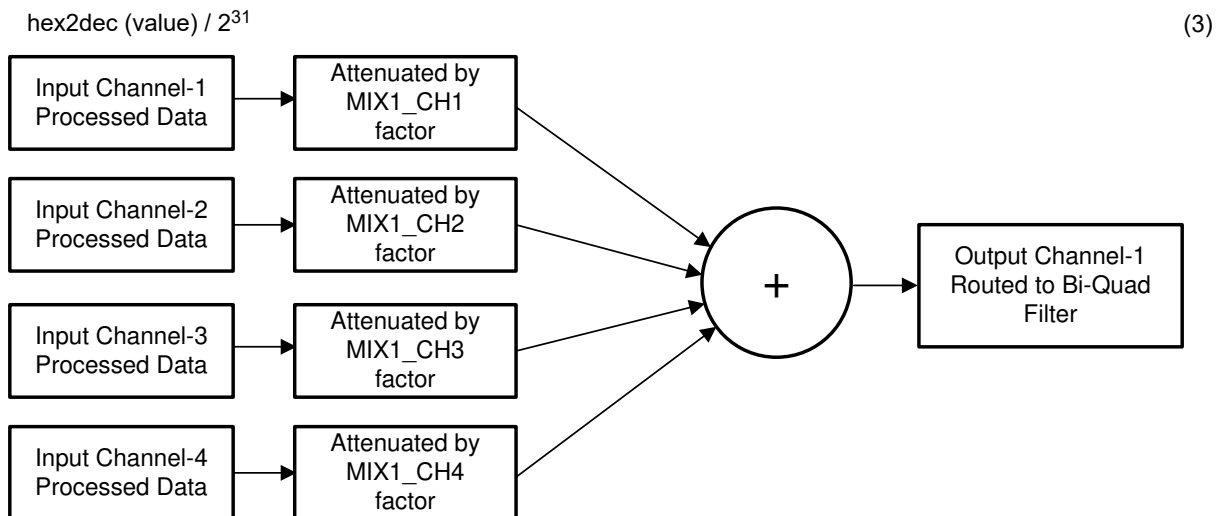 hex2dec (value) / 2^31 (3)
Input Channel-1
Processed Data
Attenuated by
MIX1_CH1
factor
Input Channel-2
Processed Data
Attenuated by
MIX1_CH2
factor
Input Channel-3
Processed Data
Attenuated by
MIX1_CH3
factor
Input Channel-4
Processed Data
Attenuated by
MIX1_CH4
factor
+
Output Channel-1
Routed to Bi-Quad
Filter